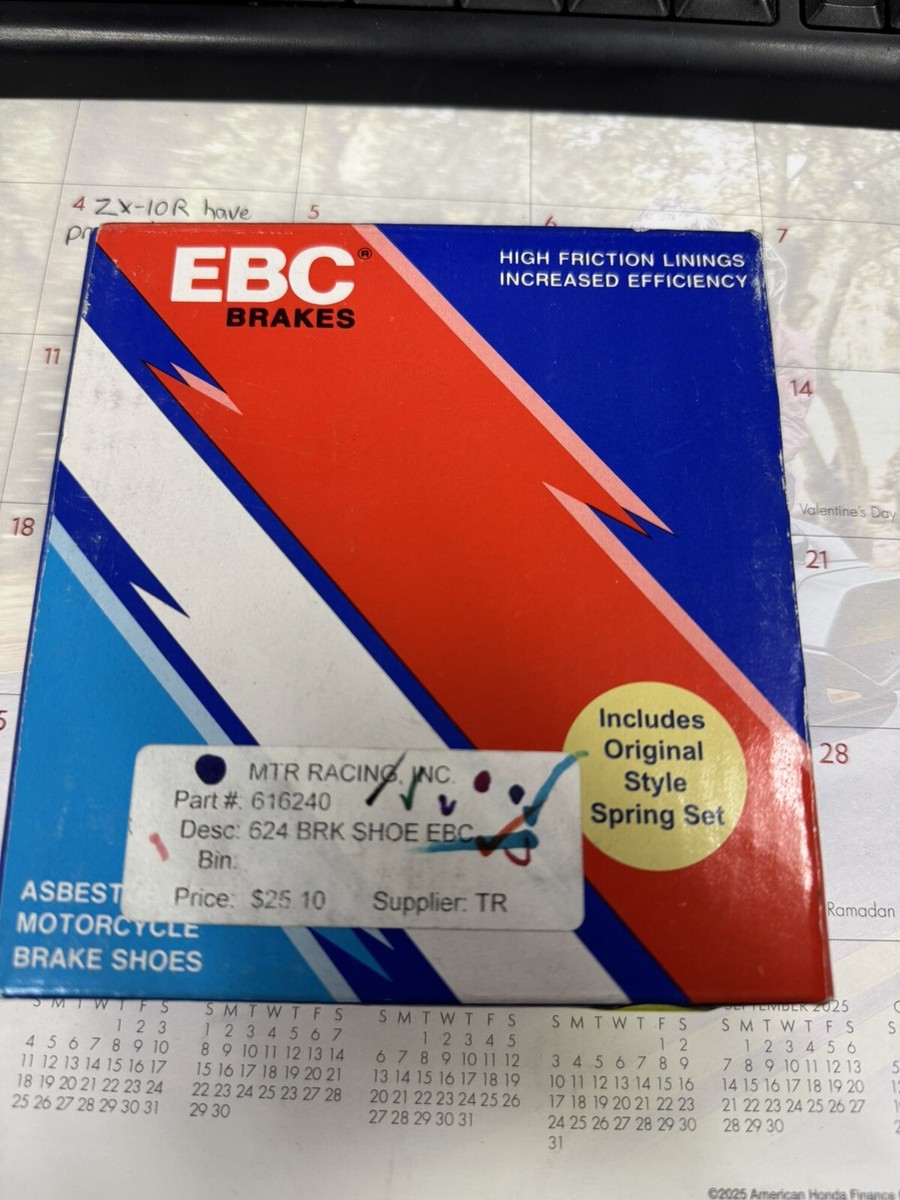 4 ZX-10R have
5
6
7
EBC®
BRAKES
HIGH FRICTION LININGS
INCREASED EFFICIENCY
11
14
Valentine's Day
18
21
Includes
Original
Style
Spring Set
28
MTR RACING, INC.
Part #: 616240
Desc: 624 BRK SHOE EBC
Bin:
Price: $25.10 Supplier: TR
ASBEST
MOTORCYCLE
BRAKE SHOES
Ramadan
S M T W T F S
1 2 3
4 5 6 7 8 9 10
11 12 13 14 15 16 17
18 19 20 21 22 23 24
25 26 27 28 29 30 31
S M T W T F S
1 2 3 4 5 6 7
8 9 10 11 12 13 14
15 16 17 18 19 20 21
22 23 24 25 26 27 28
29 30
S M T W T F S
1 2 3 4 5
6 7 8 9 10 11 12
13 14 15 16 17 18 19
20 21 22 23 24 25 26
27 28 29 30 31
S M T W T F S
1 2
3 4 5 6 7 8 9
10 11 12 13 14 15 16
17 18 19 20 21 22 23
24 25 26 27 28 29 30
31
SEPTEMBER 2025
S M T W T F S
1 2 3 4 5 6
7 8 9 10 11 12 13
14 15 16 17 18 19 20
21 22 23 24 25 26 27
28 29 30
©2025 American Honda Finance